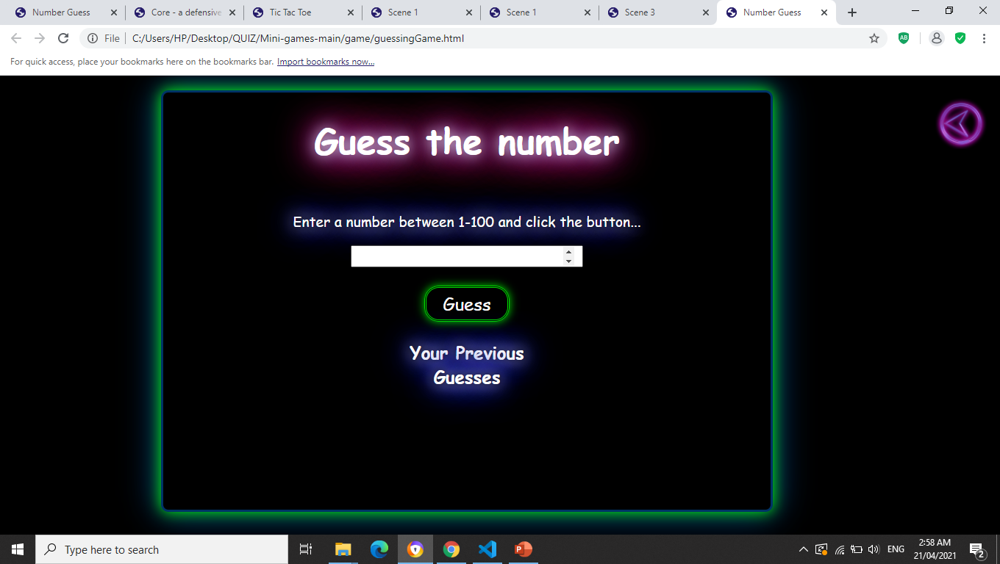 Number Guess
Core - a defensive
Tic Tac Toe
Scene 1
Scene 1
Scene 3
Number Guess
File
C:/Users/HP/Desktop/QUIZ/Mini-games-main/game/guessingGame.html
AB
For quick access, place your bookmarks here on the bookmarks bar. Import bookmarks now...
Guess the number
Enter a number between 1-100 and click the button...
Guess
Your Previous
Guesses
Type here to search
ENG
2:58 AM
21/04/2021
2